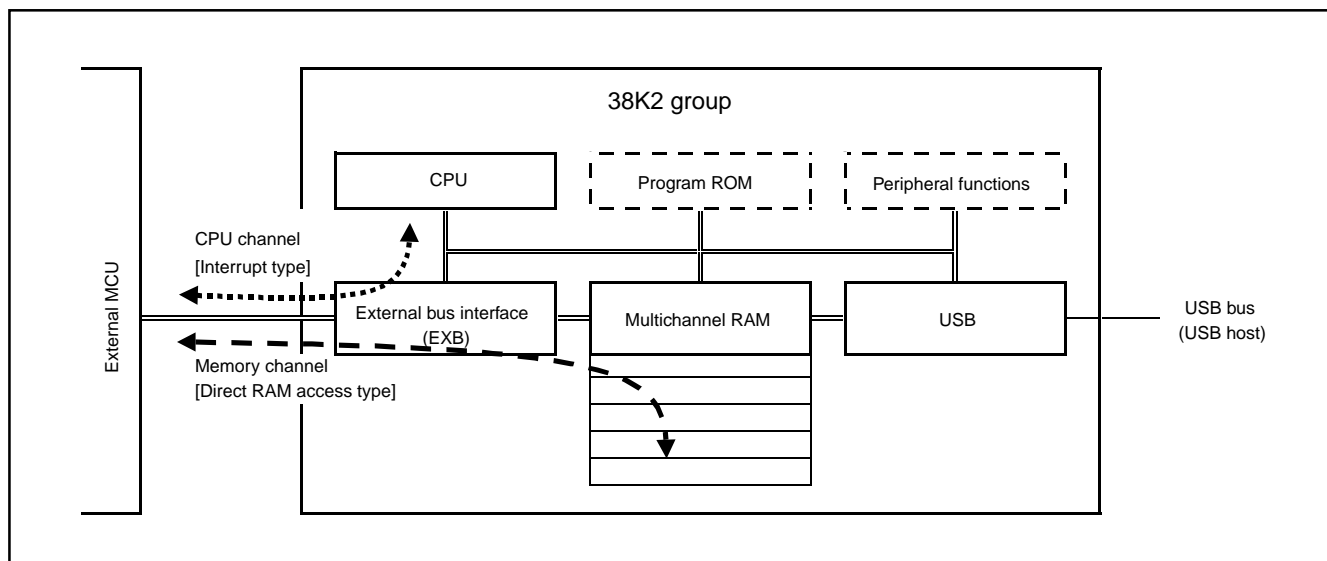 38K2 group
CPU
Program ROM
Peripheral functions
CPU channel
[Interrupt type]
External MCU
External bus interface
(EXB)
Multichannel RAM
USB
USB bus
(USB host)
Memory channel
[Direct RAM access type]